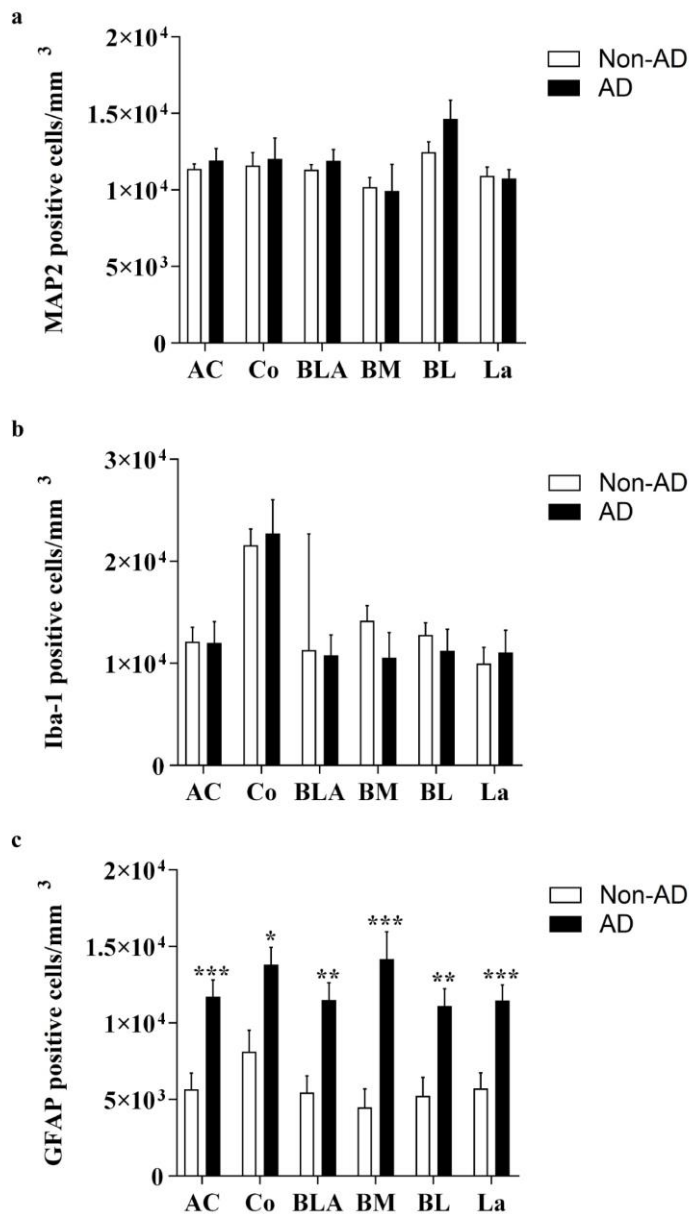 a
MAP2 positive cells/mm³
2×10⁴
1.5×10⁴
1×10⁴
5×10³
0
AC Co BLA BM BL La
Non-AD
AD
b
Iba-1 positive cells/mm³
3×10⁴
2×10⁴
1×10⁴
0
AC Co BLA BM BL La
Non-AD
AD
c
GFAP positive cells/mm³
2×10⁴
1.5×10⁴
1×10⁴
5×10³
0
*** * ** *** ** ***
AC Co BLA BM BL La
Non-AD
AD